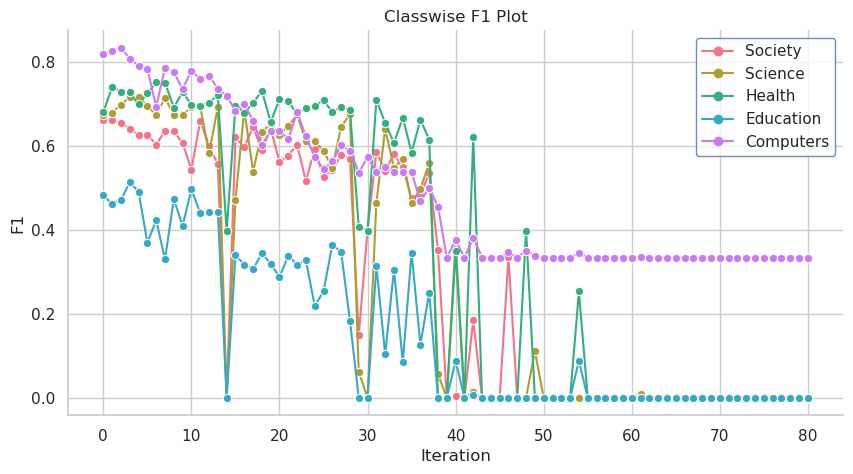 Classwise F1 Plot
Society
Science
Health
Education
Computers
F1
0.8
0.6
0.4
0.2
0.0
0 10 20 30 40 50 60 70 80
Iteration